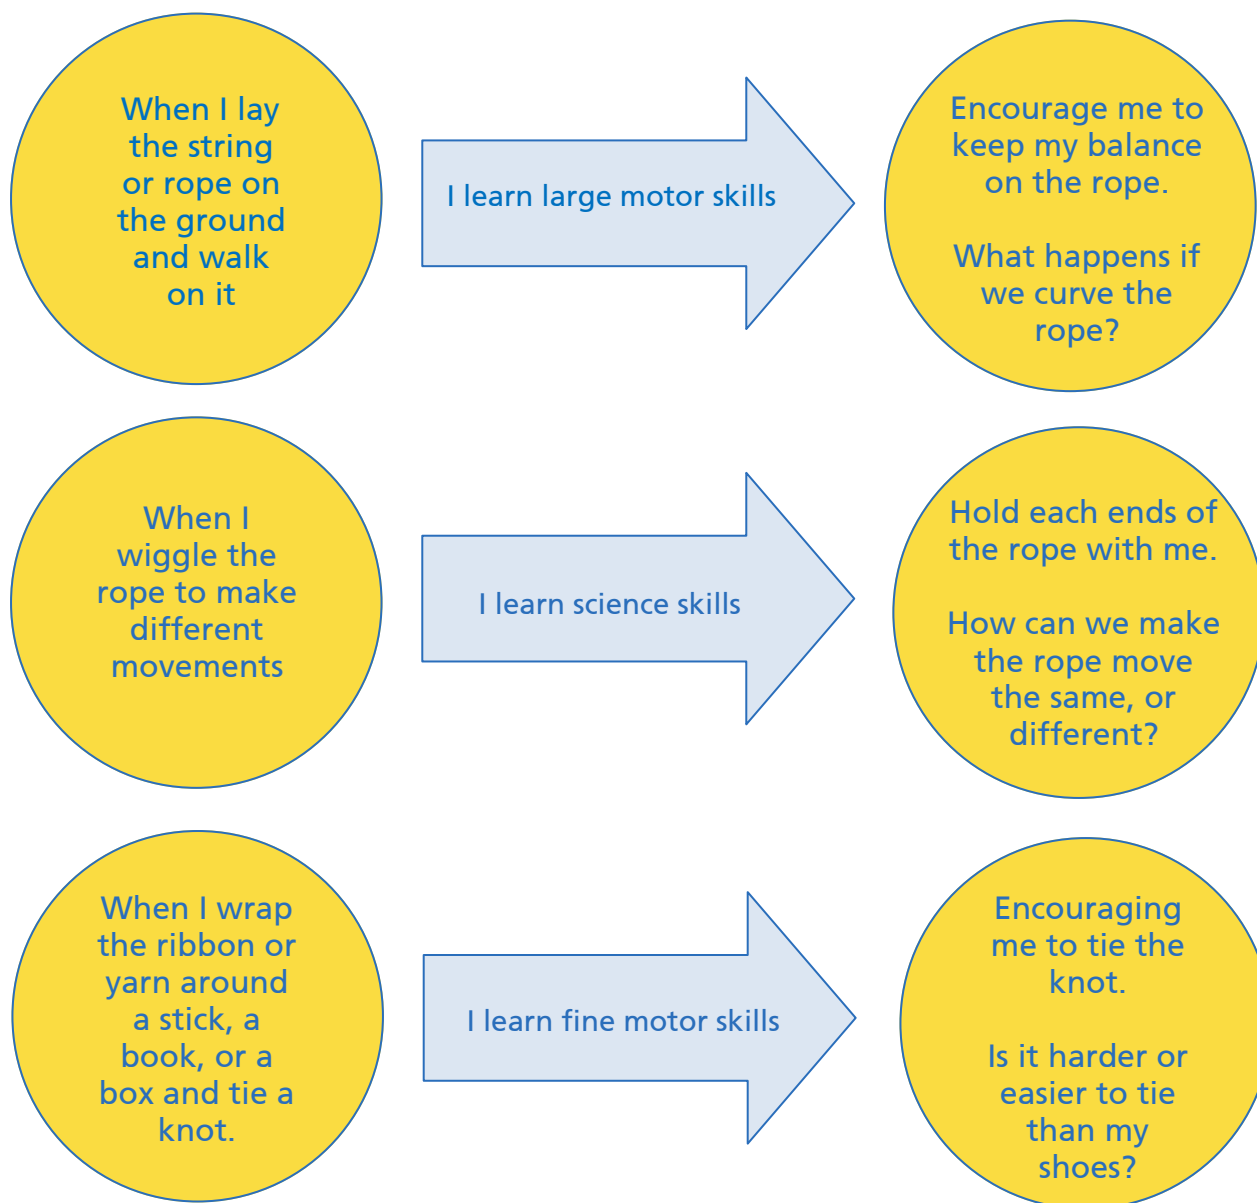 When I lay
the string
or rope on
the ground
and walk
on it
I learn large motor skills
Encourage me to
keep my balance
on the rope.
What happens if
we curve the
rope?
When I
wiggle the
rope to make
different
movements
I learn science skills
Hold each ends of
the rope with me.
How can we make
the rope move
the same, or
different?
When I wrap
the ribbon or
yarn around
a stick, a
book, or a
box and tie a
knot.
I learn fine motor skills
Encouraging
me to tie the
knot.
Is it harder or
easier to tie
than my
shoes?